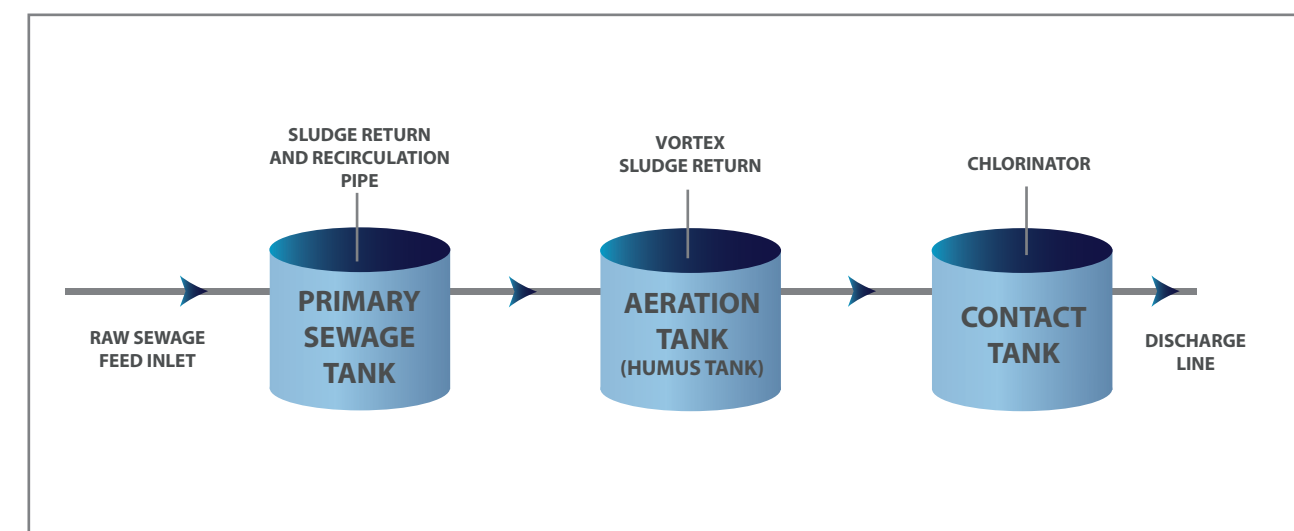 SLUDGE RETURN
AND RECIRCULATION
PIPE
VORTEX
SLUDGE RETURN
CHLORINATOR
RAW SEWAGE
FEED INLET
PRIMARY
SEWAGE
TANK
AERATION
TANK
(HUMUS TANK)
CONTACT
TANK
DISCHARGE
LINE